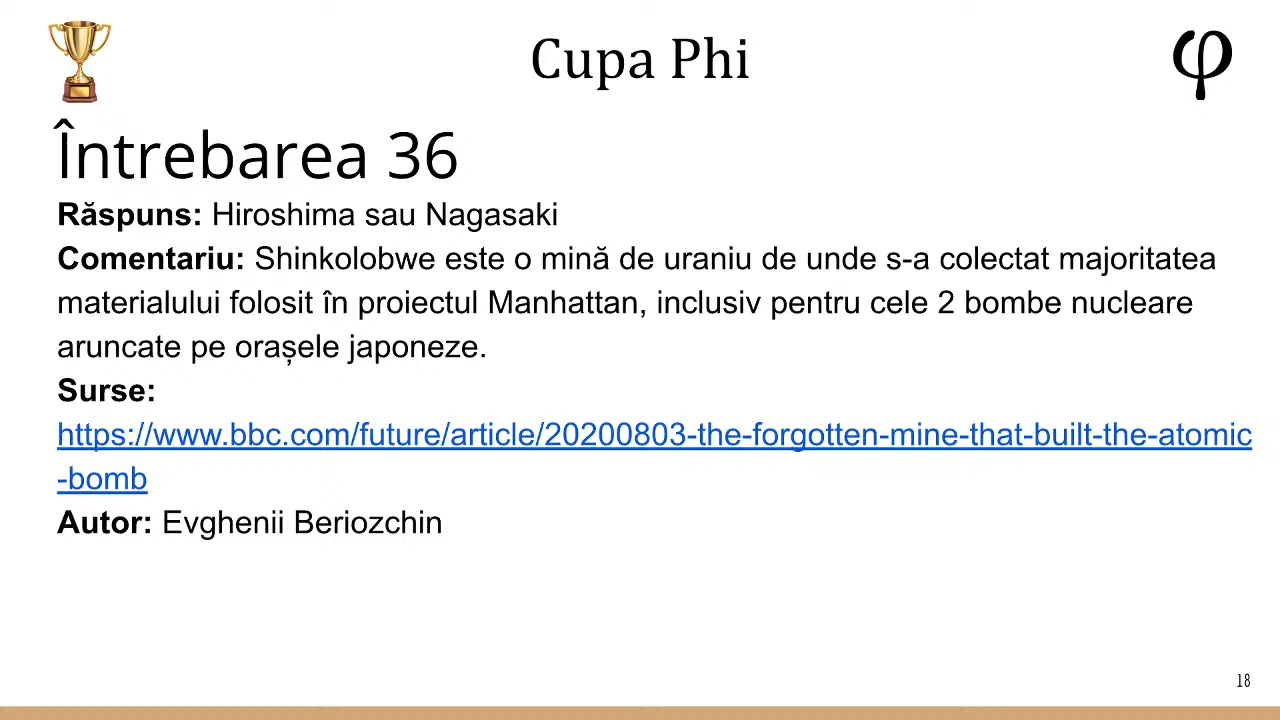 Cupa Phi
φ
Întrebarea 36
Răspuns: Hiroshima sau Nagasaki
Comentariu: Shinkolobwe este o mină de uraniu de unde s-a colectat majoritatea
materialului folosit în proiectul Manhattan, inclusiv pentru cele 2 bombe nucleare
aruncate pe orașele japoneze.
Surse:
https://www.bbc.com/future/article/20200803-the-forgotten-mine-that-built-the-atomic
-bomb
Autor: Evghenii Beriozchin
18